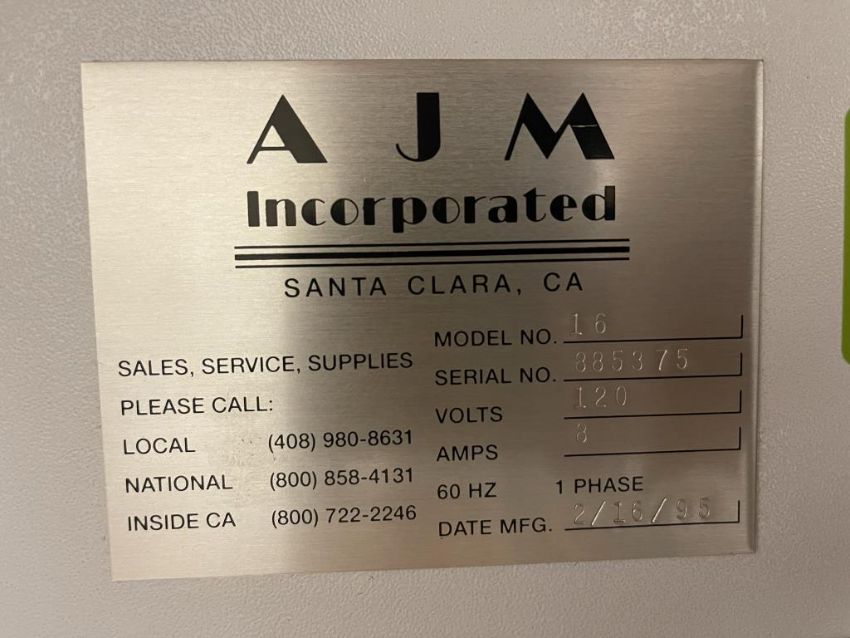 AJM
Incorporated
SANTA CLARA, CA
SALES, SERVICE, SUPPLIES
PLEASE CALL:
LOCAL (408) 980-8631
NATIONAL (800) 858-4131
INSIDE CA (800) 722-2246
MODEL NO. 16
SERIAL NO. 885375
VOLTS 120
AMPS 8
60 HZ 1 PHASE
DATE MFG. 2/16/95